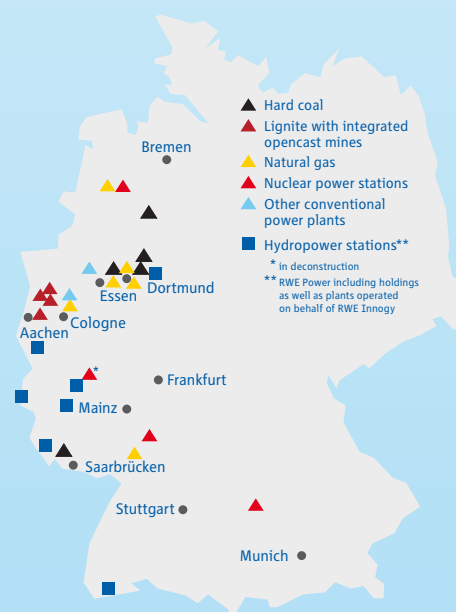 Hard coal
Lignite with integrated
opencast mines
Natural gas
Nuclear power stations
Other conventional
power plants
Hydropower stations**
* in deconstruction
** RWE Power including holdings
as well as plants operated
on behalf of RWE Innogy
Bremen
Essen
Dortmund
Cologne
Aachen
*
Frankfurt
Mainz
Saarbrücken
Stuttgart
Munich